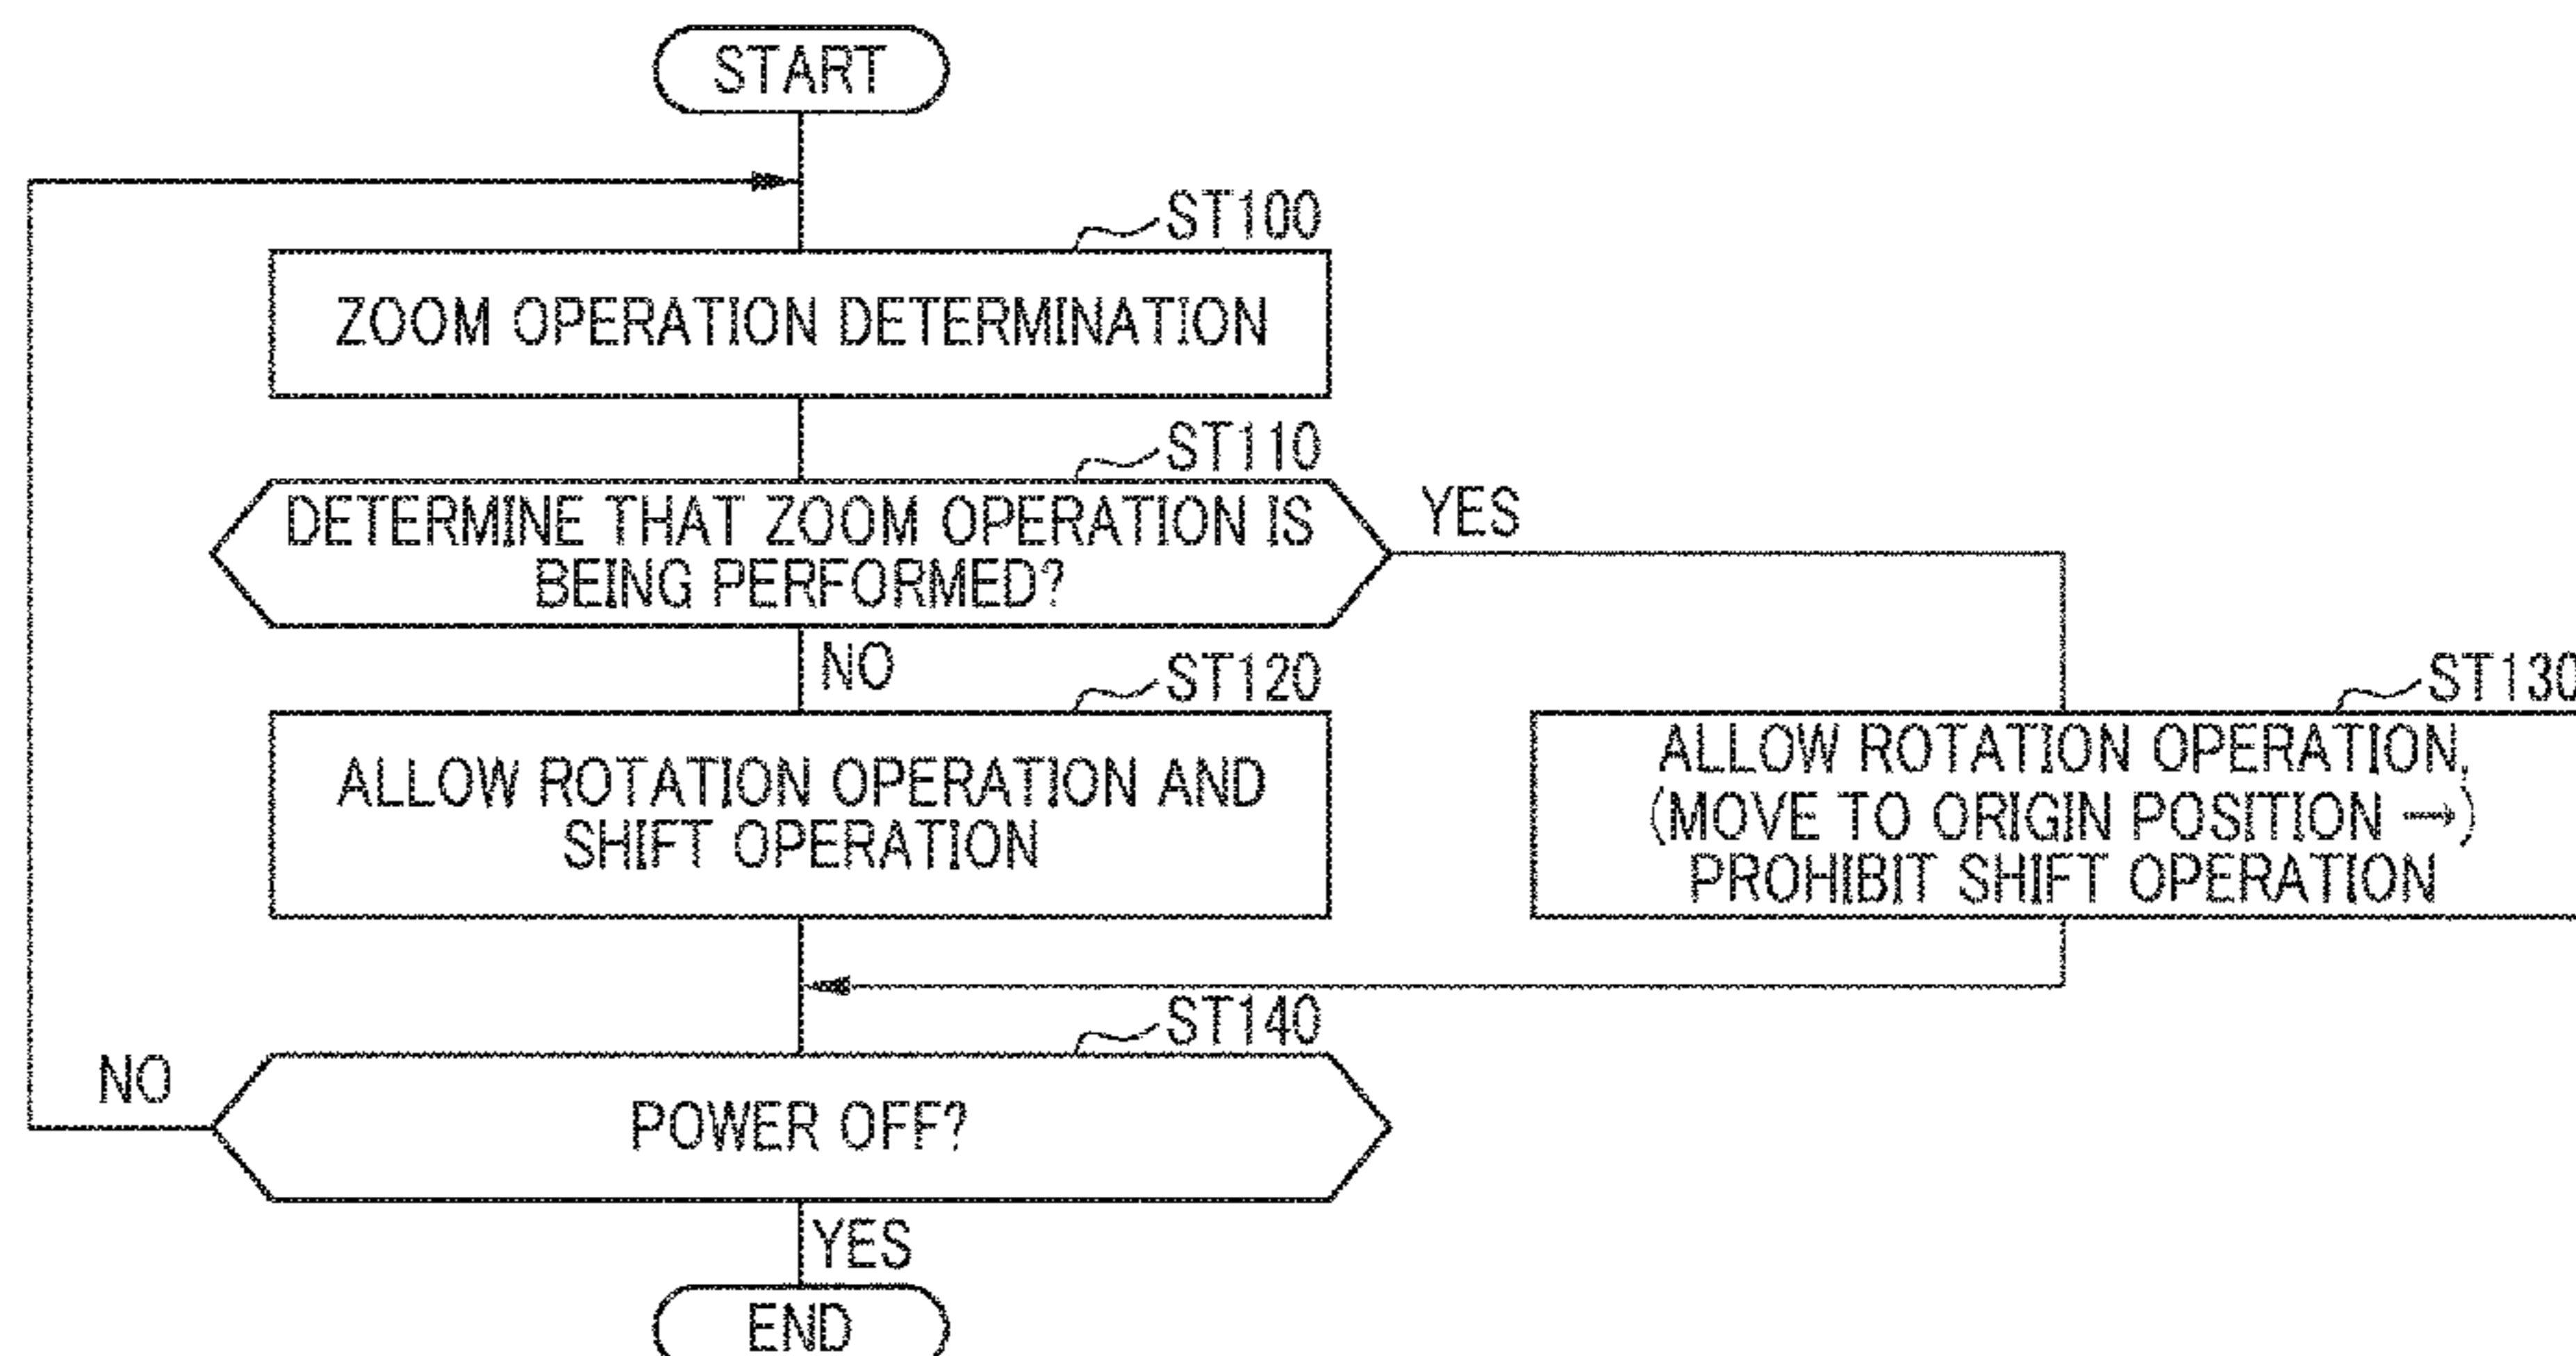 START
ST100
ZOOM OPERATION DETERMINATION
ST110
DETERMINE THAT ZOOM OPERATION IS
BEING PERFORMED?
YES
NO
ST120
ALLOW ROTATION OPERATION AND
SHIFT OPERATION
ST130
ALLOW ROTATION OPERATION,
(MOVE TO ORIGIN POSITION →)
PROHIBIT SHIFT OPERATION
ST140
POWER OFF?
NO
YES
END